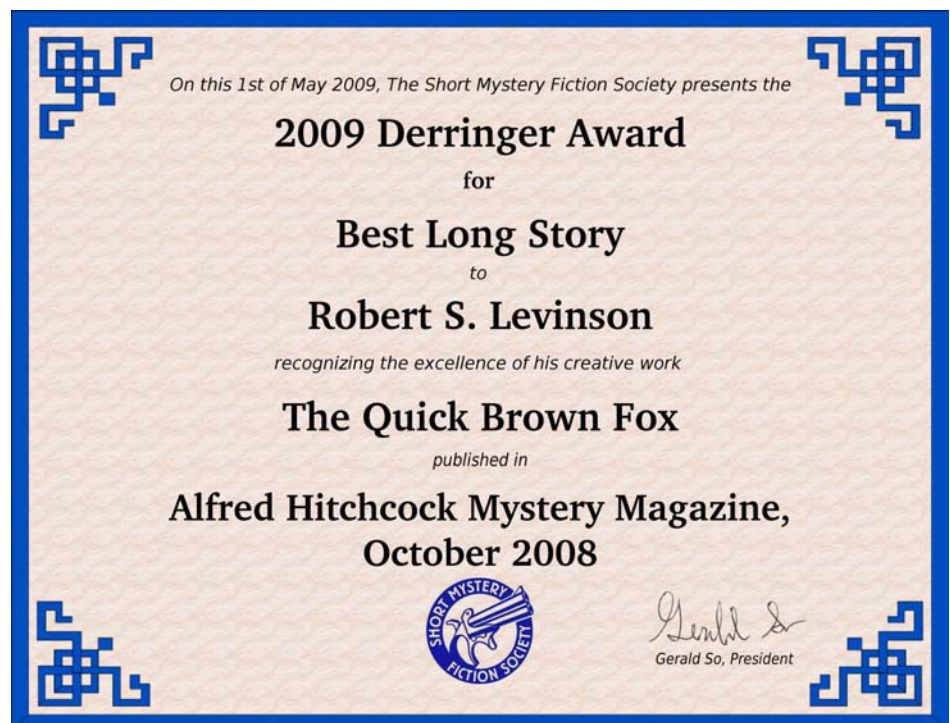 On this 1st of May 2009, The Short Mystery Fiction Society presents the
2009 Derringer Award
for
Best Long Story
to
Robert S. Levinson
recognizing the excellence of his creative work
The Quick Brown Fox
published in
Alfred Hitchcock Mystery Magazine,
October 2008
SHORT MYSTERY
FICTION SOCIETY
Gerald So
Gerald So, President